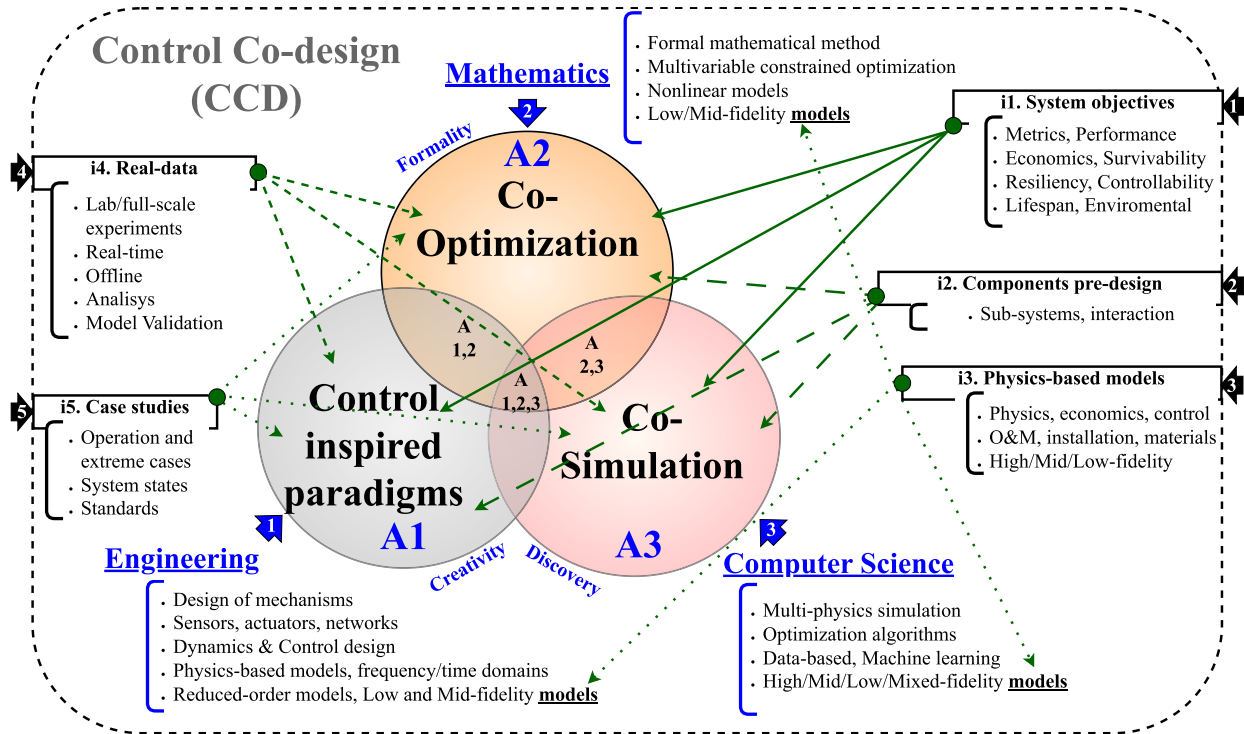 Control Co-design
(CCD)
Mathematics
2
Formality
. Formal mathematical method
. Multivariable constrained optimization
. Nonlinear models
. Low/Mid-fidelity models
1
i1. System objectives
. Metrics, Performance
. Economics, Survivability
. Resiliency, Controllability
. Lifespan, Enviromental
4
i4. Real-data
. Lab/full-scale
experiments
. Real-time
. Offline
. Analisys
. Model Validation
A2
Co-
Optimization
2
i2. Components pre-design
. Sub-systems, interaction
A
1,2
A
2,3
A
1,2,3
3
i3. Physics-based models
. Physics, economics, control
. O&M, installation, materials
. High/Mid/Low-fidelity
5
i5. Case studies
. Operation and
extreme cases
. System states
. Standards
Control
inspired
paradigms
A1
Co-
Simulation
A3
1
Engineering
Creativity
Discovery
3
Computer Science
. Design of mechanisms
. Sensors, actuators, networks
. Dynamics & Control design
. Physics-based models, frequency/time domains
. Reduced-order models, Low and Mid-fidelity models
. Multi-physics simulation
. Optimization algorithms
. Data-based, Machine learning
. High/Mid/Low/Mixed-fidelity models